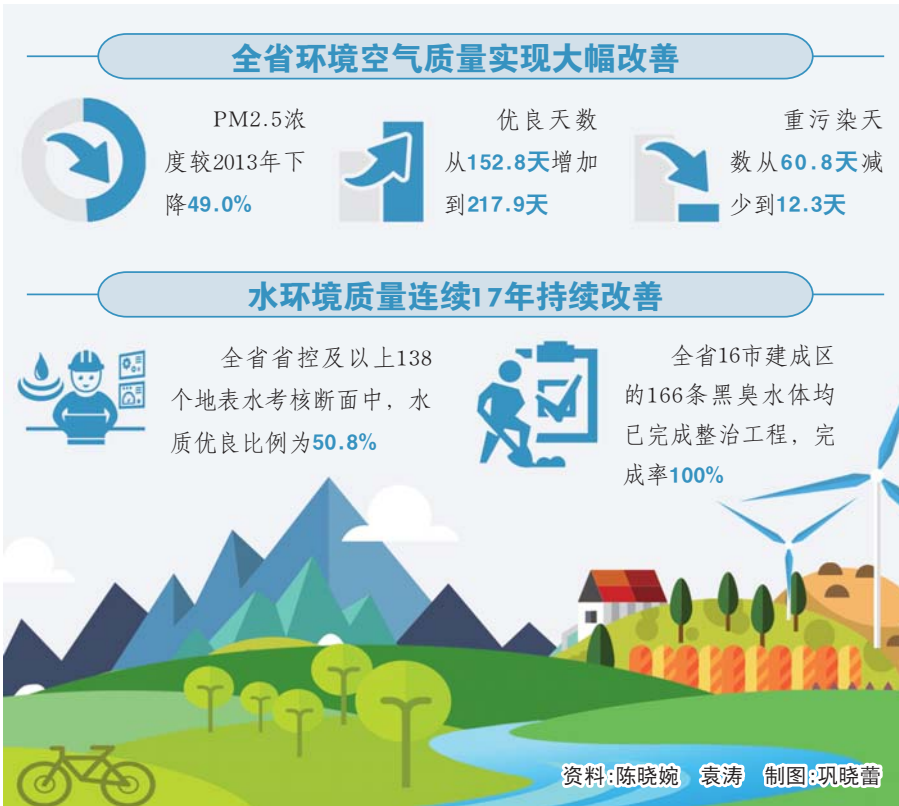 全省环境空气质量实现大幅改善
PM2.5浓
度较2013年下
降49.0%
优良天数
从152.8天增加
到217.9天
重污染天
数从60.8天减
少到12.3天
水环境质量连续17年持续改善
全省省控及以上138
个地表水考核断面中，水
质优良比例为50.8%
全省16市建成区
的166条黑臭水体均
已完成整治工程，完
成率100%
资料:陈晓婉 袁涛 制图:巩晓蕾